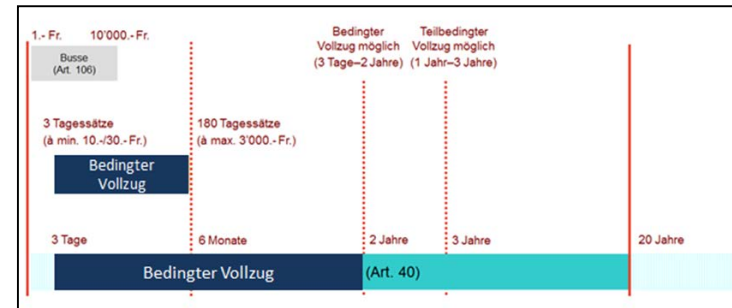 1.- Fr. 10'000.- Fr.
Busse
(Art. 106)
Bedingter
Vollzug möglich
(3 Tage–2 Jahre)
Teilbedingter
Vollzug möglich
(1 Jahr–3 Jahre)
3 Tagessätze
(à min. 10.-/30.- Fr.)
180 Tagessätze
(à max. 3'000.- Fr.)
Bedingter
Vollzug
3 Tage
6 Monate
2 Jahre
3 Jahre
20 Jahre
Bedingter Vollzug
(Art. 40)